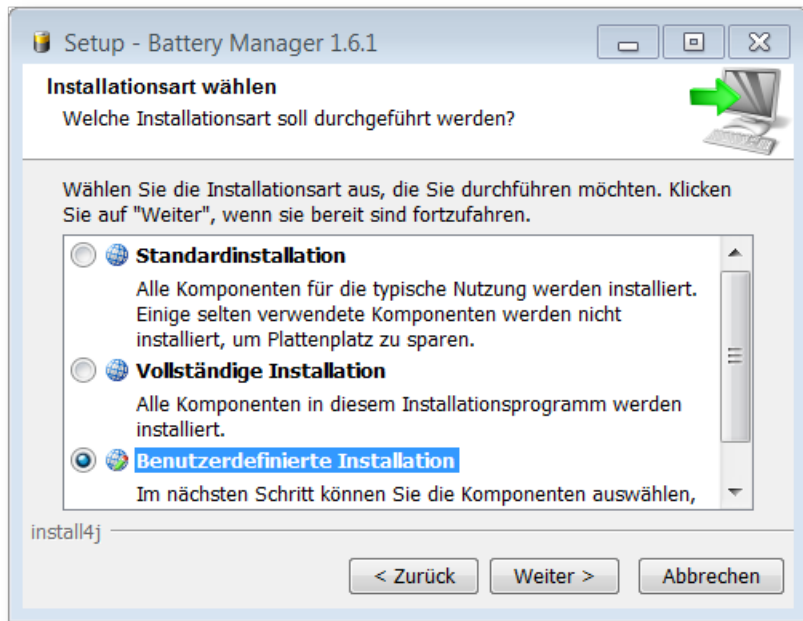 Setup - Battery Manager 1.6.1
Installationsart wählen
Welche Installationsart soll durchgeführt werden?
Wählen Sie die Installationsart aus, die Sie durchführen möchten. Klicken
Sie auf "Weiter", wenn sie bereit sind fortzufahren.
Standardinstallation
Alle Komponenten für die typische Nutzung werden installiert.
Einige selten verwendete Komponenten werden nicht
installiert, um Plattenplatz zu sparen.
Vollständige Installation
Alle Komponenten in diesem Installationsprogramm werden
installiert.
Benutzerdefinierte Installation
Im nächsten Schritt können Sie die Komponenten auswählen,
install4j
< Zurück
Weiter >
Abbrechen